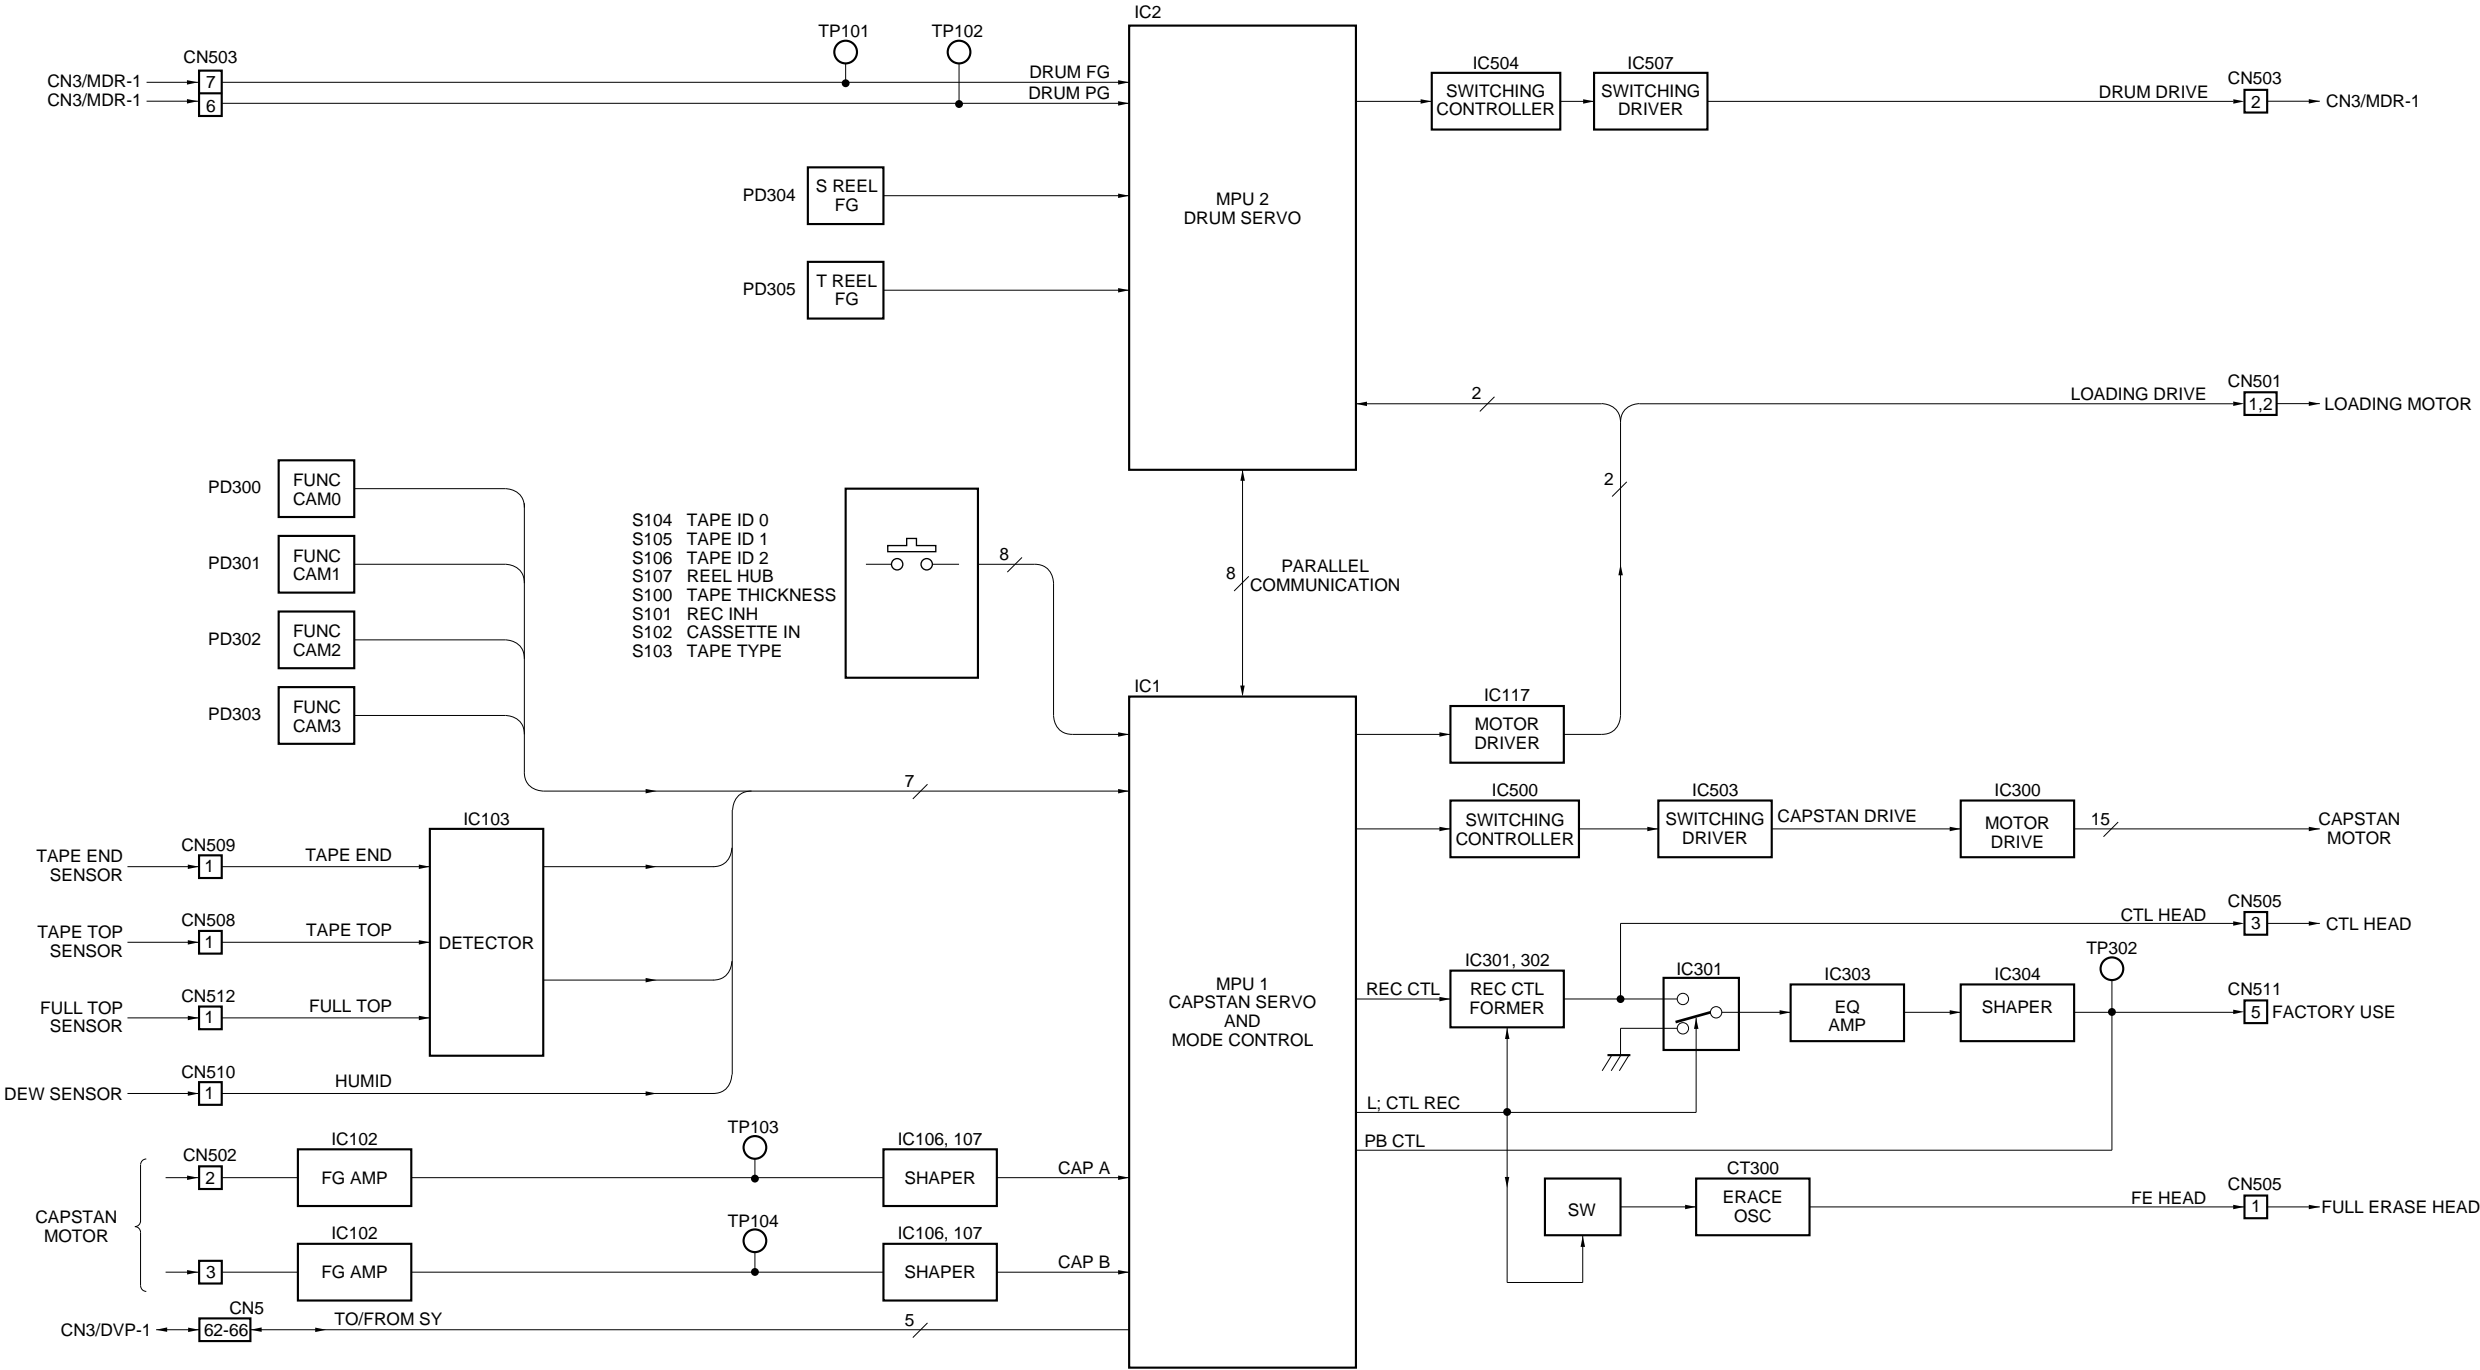 IC2
TP101
TP102
CN503
CN3/MDR-1
7
DRUM FG
CN3/MDR-1
6
DRUM PG
IC504
SWITCHING
CONTROLLER
IC507
SWITCHING
DRIVER
DRUM DRIVE
CN503
2
CN3/MDR-1
PD304
S REEL
FG
MPU 2
DRUM SERVO
PD305
T REEL
FG
2
LOADING DRIVE
CN501
1,2
LOADING MOTOR
2
PD300
FUNC
CAM0
PD301
FUNC
CAM1
PD302
FUNC
CAM2
PD303
FUNC
CAM3
S104 TAPE ID 0
S105 TAPE ID 1
S106 TAPE ID 2
S107 REEL HUB
S100 TAPE THICKNESS
S101 REC INH
S102 CASSETTE IN
S103 TAPE TYPE
8
8
PARALLEL
COMMUNICATION
IC1
IC117
MOTOR
DRIVER
7
IC500
SWITCHING
CONTROLLER
IC503
SWITCHING
DRIVER
CAPSTAN DRIVE
IC300
MOTOR
DRIVE
15
CAPSTAN
MOTOR
IC103
DETECTOR
TAPE END
SENSOR
CN509
1
TAPE END
TAPE TOP
SENSOR
CN508
1
TAPE TOP
FULL TOP
SENSOR
CN512
1
FULL TOP
DEW SENSOR
CN510
1
HUMID
MPU 1
CAPSTAN SERVO
AND
MODE CONTROL
CTL HEAD
CN505
3
CTL HEAD
REC CTL
IC301, 302
REC CTL
FORMER
IC301
IC303
EQ
AMP
IC304
SHAPER
TP302
CN511
5
FACTORY USE
L; CTL REC
PB CTL
SW
CT300
ERACE
OSC
FE HEAD
CN505
1
FULL ERASE HEAD
CAPSTAN
MOTOR
CN502
2
IC102
FG AMP
TP103
IC106, 107
SHAPER
CAP A
3
IC102
FG AMP
TP104
IC106, 107
SHAPER
CAP B
CN3/DVP-1
CN5
62-66
TO/FROM SY
5